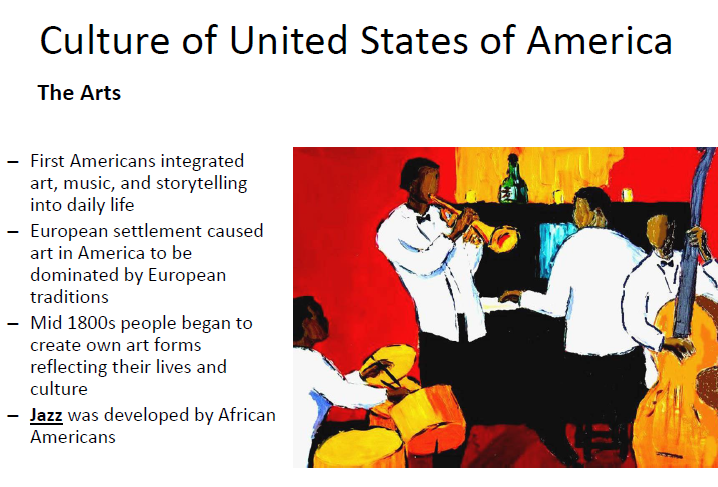 Culture of United States of America
The Arts
– First Americans integrated
art, music, and storytelling
into daily life
– European settlement caused
art in America to be
dominated by European
traditions
– Mid 1800s people began to
create own art forms
reflecting their lives and
culture
– Jazz was developed by African
Americans